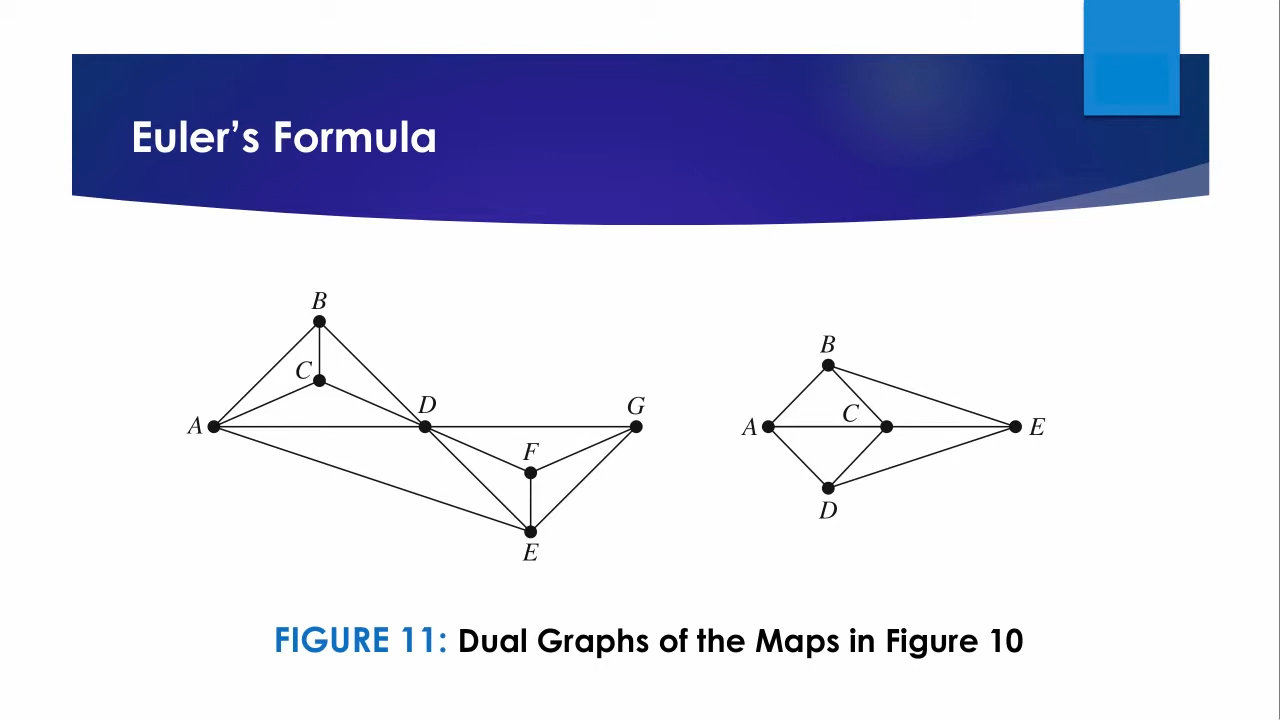 Euler’s Formula
B
C
A
D
G
F
E
B
A
C
E
D
FIGURE 11: Dual Graphs of the Maps in Figure 10